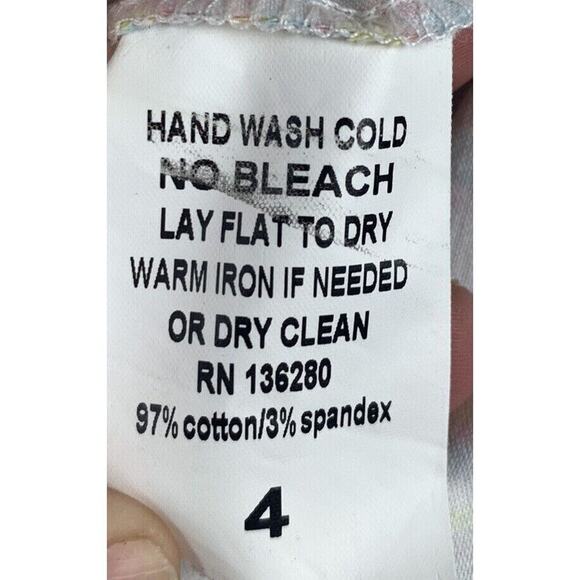 HAND WASH COLD
NO BLEACH
LAY FLAT TO DRY
WARM IRON IF NEEDED
OR DRY CLEAN
RN 136280
97% cotton/3% spandex
4